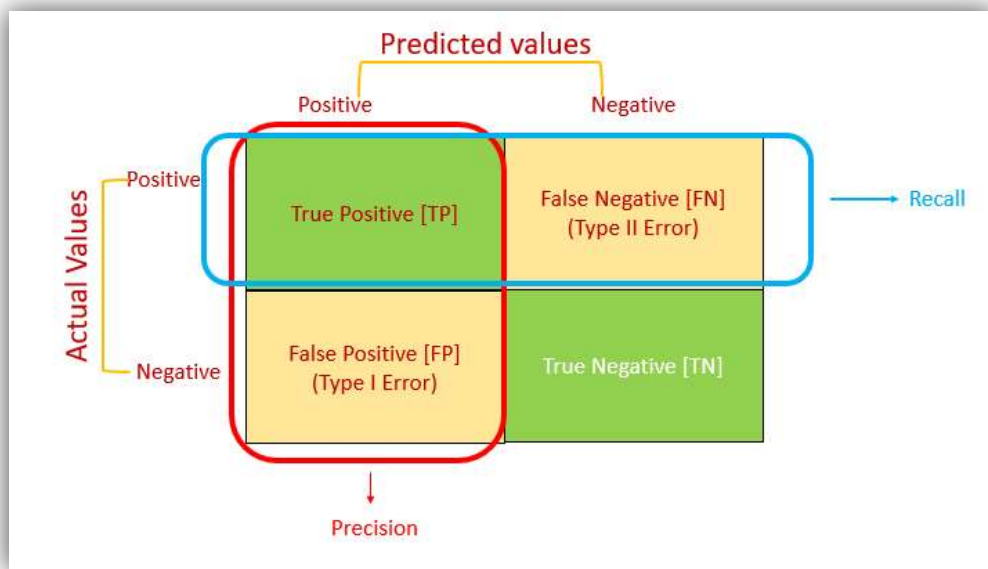 Predicted values
Positive
Negative
Actual Values
Positive
True Positive [TP]
False Negative [FN]
(Type II Error)
Recall
Negative
False Positive [FP]
(Type I Error)
True Negative [TN]
Precision